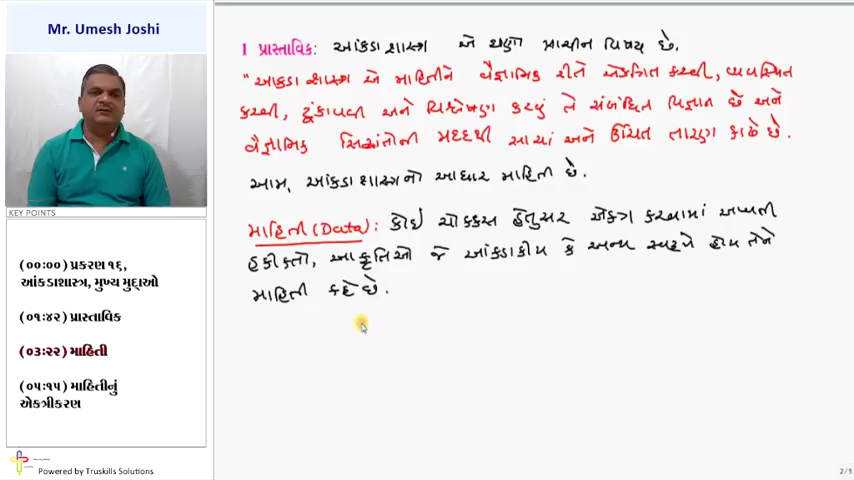 Mr. Umesh Joshi
KEY POINTS
(૦૦:૦૦) પ્રકરણ ૧૬,
આંકડાશાસ્ત્ર, મુખ્ય મુદ્દાઓ
(૦૧:૪૨) પ્રાસ્તાવિક
(૦૩:૨૨) માહિતી
(૦૫:૧૫) માહિતીનું
એકત્રીકરણ
Powered by Truskills Solutions
1 પ્રાસ્તાવિક: આંકડાશાસ્ત્ર એ ઘણો પ્રાચીન વિષય છે.
"આંકડાશાસ્ત્ર એ માહિતીને વૈજ્ઞાનિક રીતે એકત્રિત કરવી, વ્યવસ્થિત
કરવી, ટૂંકાવવી અને વિશ્લેષણ કરવું તે સંબંધિત વિજ્ઞાન છે અને
વૈજ્ઞાનિક સિદ્ધાંતોની મદદથી સાચાં અને ઉચિત તારણ કાઢે છે.
આમ, આંકડાશાસ્ત્રનો આધાર માહિતી છે.
માહિતી (Data): કોઈ ચોક્કસ હેતુસર એકઠા કરવામાં આવતી
હકીકતો, આકૃતિઓ જે આંકડાકીય કે અન્ય સ્વરૂપે હોય તેને
માહિતી કહે છે.
2/5